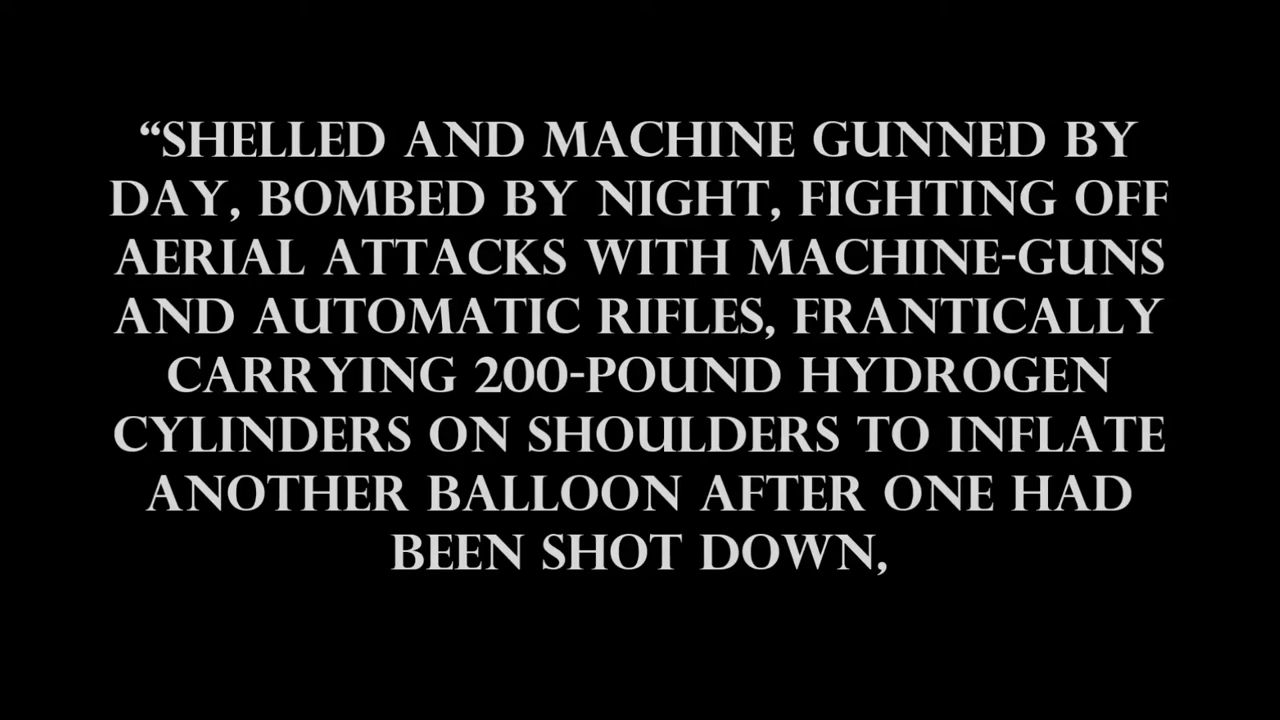 “SHELLED AND MACHINE GUNNED BY
DAY, BOMBED BY NIGHT, FIGHTING OFF
AERIAL ATTACKS WITH MACHINE-GUNS
AND AUTOMATIC RIFLES, FRANTICALLY
CARRYING 200-POUND HYDROGEN
CYLINDERS ON SHOULDERS TO INFLATE
ANOTHER BALLOON AFTER ONE HAD
BEEN SHOT DOWN,